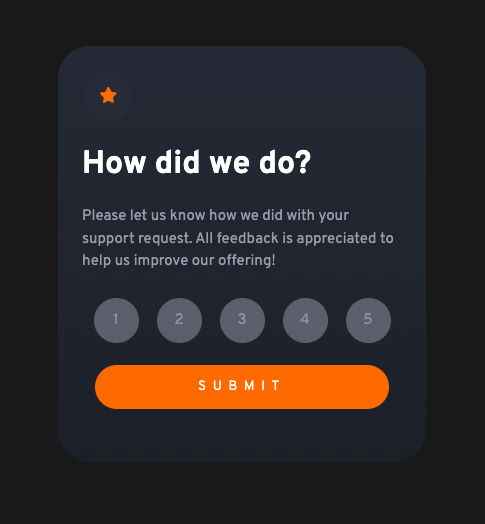 How did we do?
Please let us know how we did with your
support request. All feedback is appreciated to
help us improve our offering!
1 2 3 4 5
SUBMIT